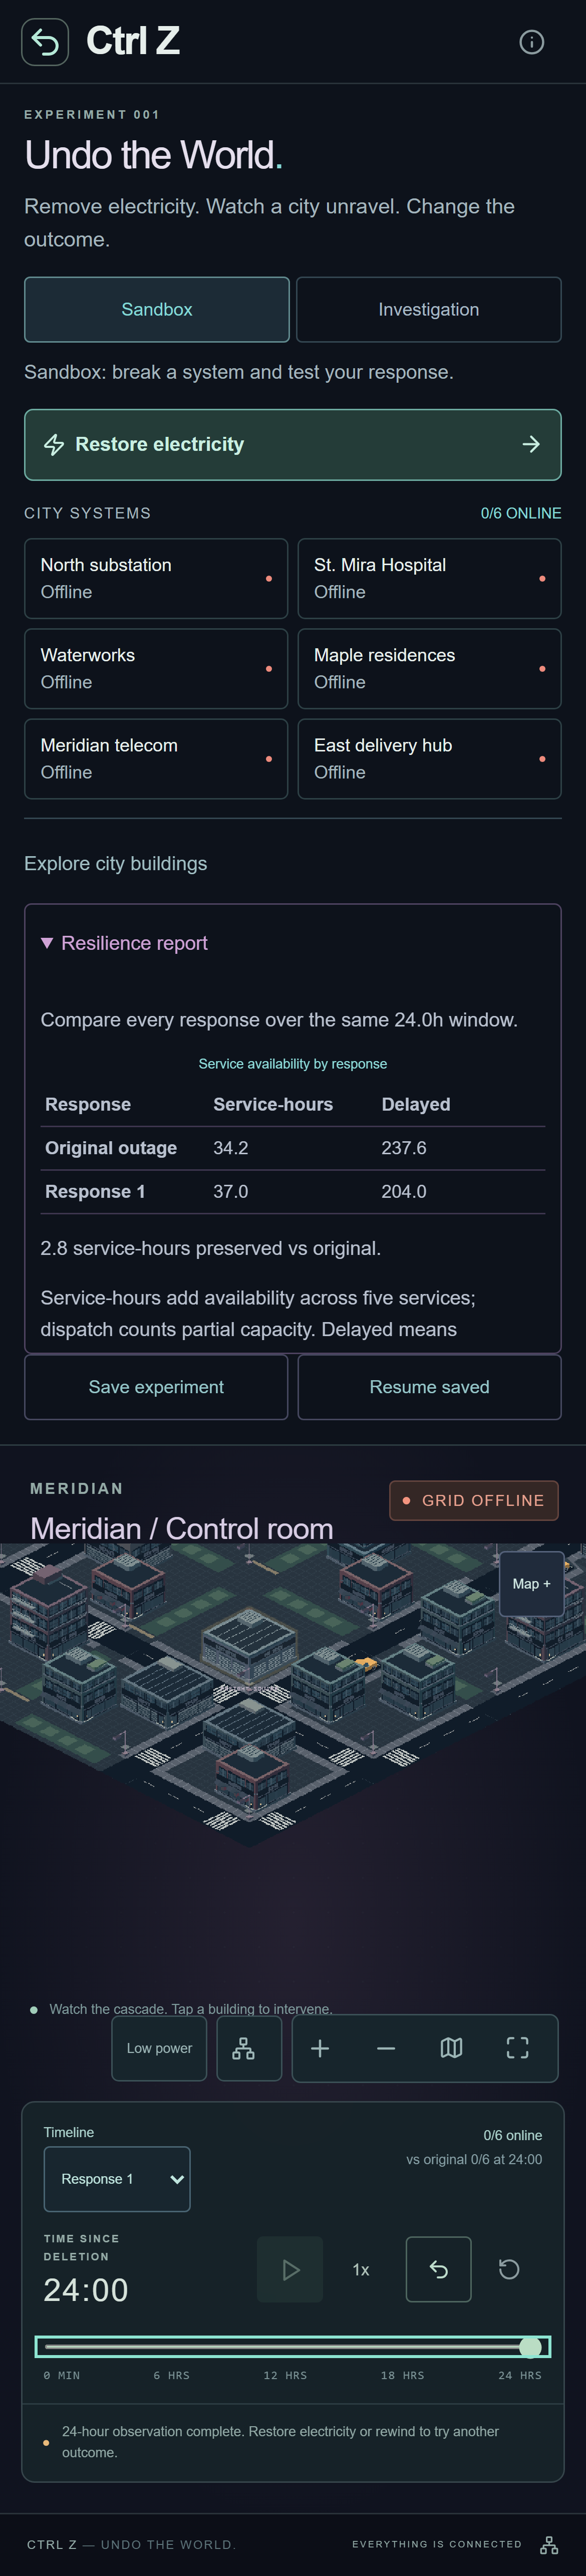 Ctrl Z
EXPERIMENT 001
Undo the World.
Remove electricity. Watch a city unravel. Change the
outcome.
Sandbox
Investigation
Sandbox: break a system and test your response.
Restore electricity
CITY SYSTEMS
0/6 ONLINE
North substation
Offline
St. Mira Hospital
Offline
Waterworks
Offline
Maple residences
Offline
Meridian telecom
Offline
East delivery hub
Offline
Explore city buildings
Resilience report
Compare every response over the same 24.0h window.
Service availability by response
Response Service-hours Delayed
Original outage 34.2 237.6
Response 1 37.0 204.0
2.8 service-hours preserved vs original.
Service-hours add availability across five services;
dispatch counts partial capacity. Delayed means
Save experiment
Resume saved
MERIDIAN
Meridian / Control room
GRID OFFLINE
Map +
Watch the cascade. Tap a building to intervene.
Low power
Timeline
Response 1
0/6 online
vs original 0/6 at 24:00
TIME SINCE
DELETION
24:00
1x
0 MIN 6 HRS 12 HRS 18 HRS 24 HRS
24-hour observation complete. Restore electricity or rewind to try another
outcome.
CTRL Z — UNDO THE WORLD.
EVERYTHING IS CONNECTED